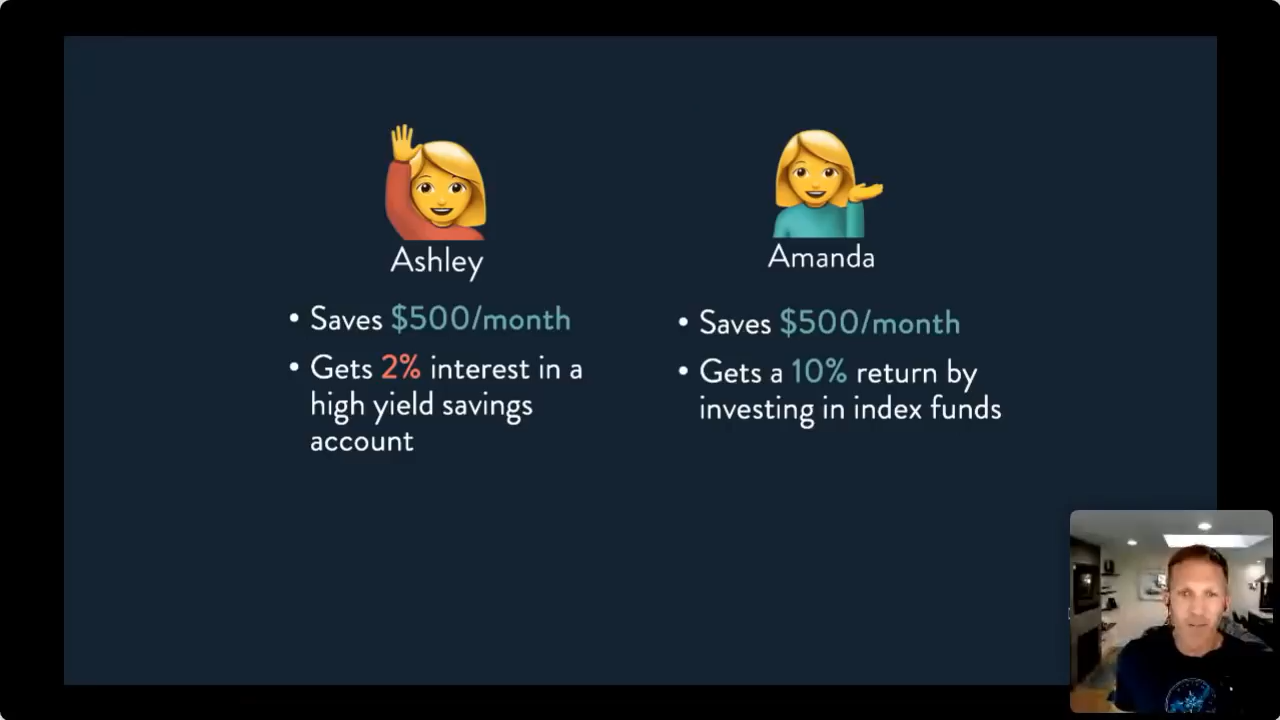 Ashley
• Saves $500/month
• Gets 2% interest in a
high yield savings
account
Amanda
• Saves $500/month
• Gets a 10% return by
investing in index funds